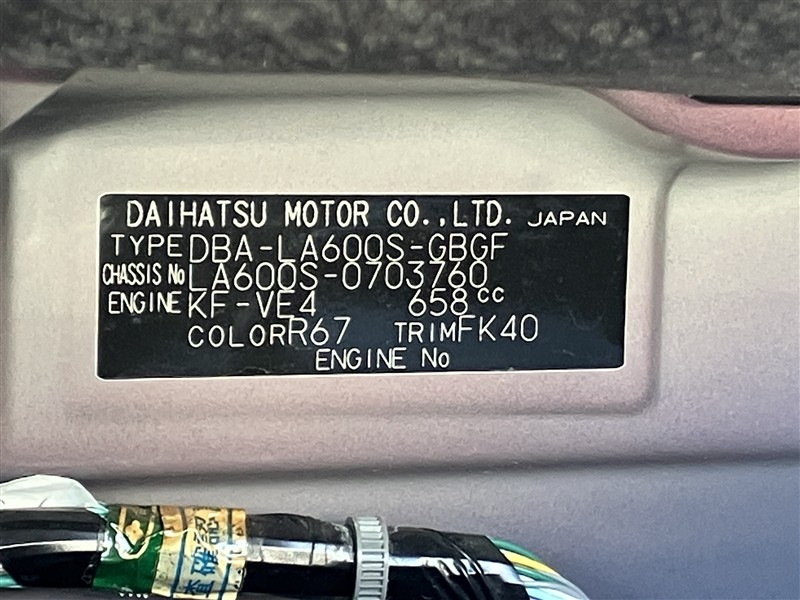 DAIHATSU MOTOR CO.,LTD. JAPAN
TYPE DBA-LA600S-GBGF
CHASSIS No LA600S-0703760
ENGINE KF-VE4 658cc
COLOR R67 TRIM FK40
ENGINE No